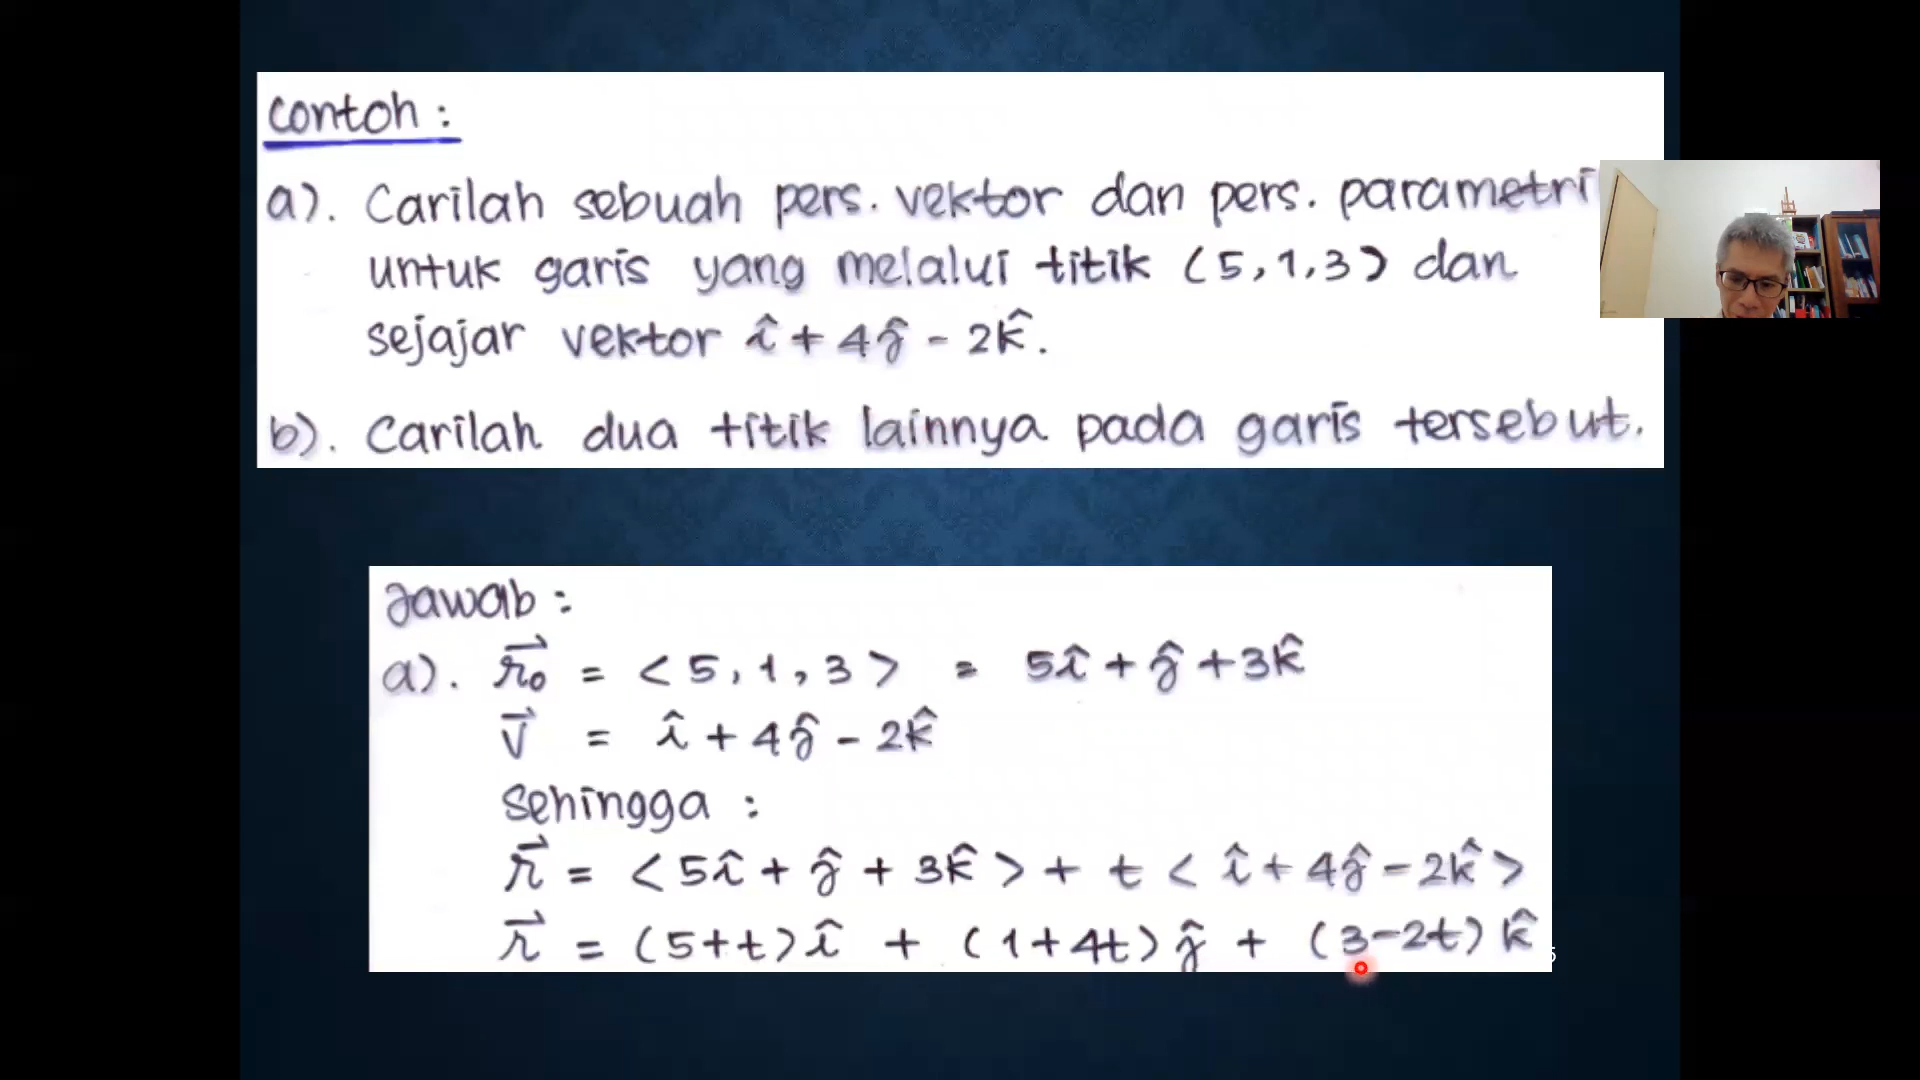 Contoh :
a). Carilah sebuah pers. vektor dan pers. parametri
untuk garis yang melalui titik (5,1,3) dan
sejajar vektor î + 4ĵ - 2k̂.
b). Carilah dua titik lainnya pada garis tersebut.
Jawab :
a). r⃗₀ = < 5, 1, 3 > = 5î + ĵ + 3k̂
v⃗ = î + 4ĵ - 2k̂
Sehingga :
r⃗ = < 5î + ĵ + 3k̂ > + t < î + 4ĵ - 2k̂ >
r⃗ = (5+t)î + (1+4t)ĵ + (3-2t)k̂
5